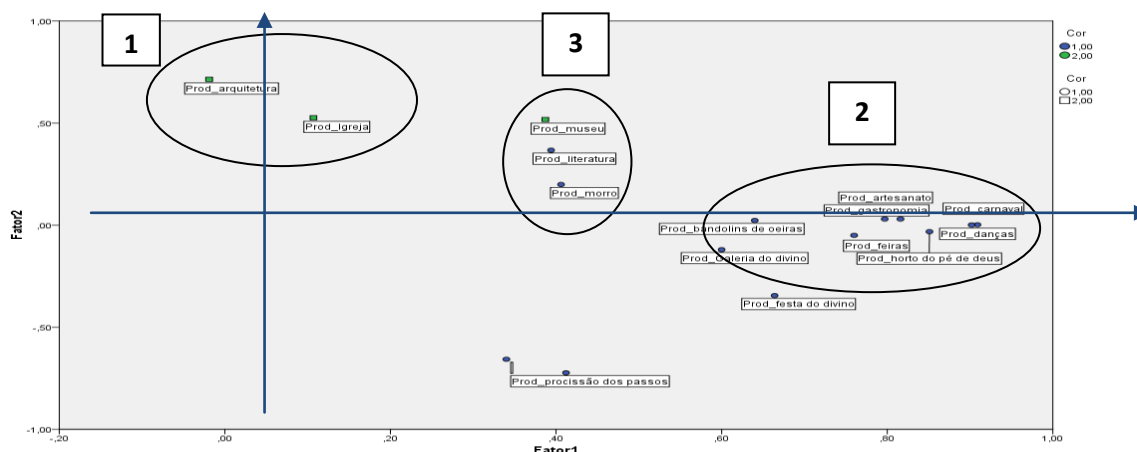 1,00
1
3
2
Cor
1,00
2,00
Cor
1,00
2,00
Prod_arquitetura
Prod_Igreja
,50
Prod_museu
Prod_literatura
Prod_morro
Prod_artesanato
Prod_gastronomia
Prod_carnaval
Fator2
,00
Prod_bandolins de oeiras
Prod_feiras
Prod_danças
Prod_Galeria do divino
Prod_horto do pé de deus
Prod_festa do divino
-,50
Prod_procissão dos passos
-1,00
-,20
,00
,20
,40
,60
,80
1,00
Fator1